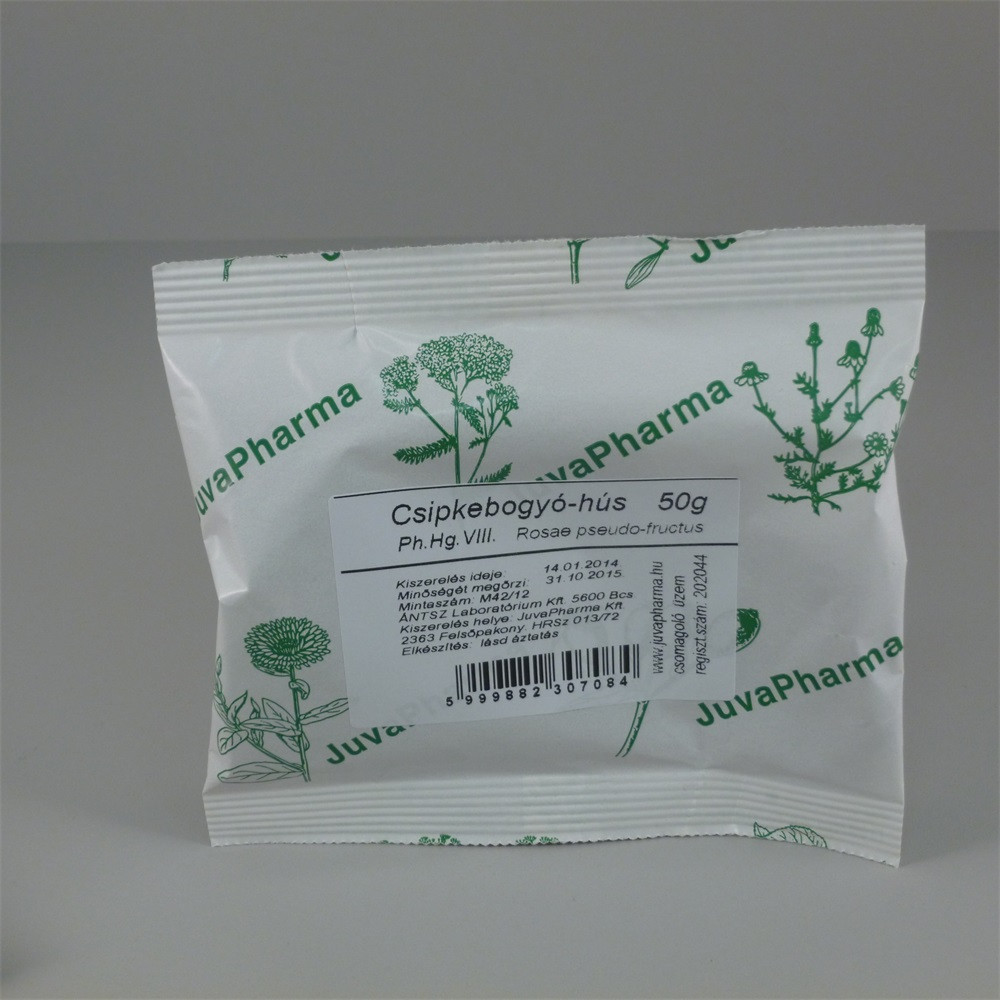 Ju
JuvaPharma
JuvaPharma
Csipkebogyó-hús 50g
Ph.Hg.VIII. Rosae pseudo-fructus
Kiszerelés ideje: 14.01.2014.
Minőségét megőrzi: 31.10.2015.
Mintaszám: M42/12
ÁNTSZ Laboratórium Kft. 5600 Bcs.
Kiszerelés helye: JuvaPharma Kft.
2363 Felsőpakony. HRSz 013/72
Elkészítés: lásd áztatás
5 999882 307084
www.juvapharma.hu
csomagoló üzem
regiszt.szám: 202044
JuvaPh
JuvaPharma